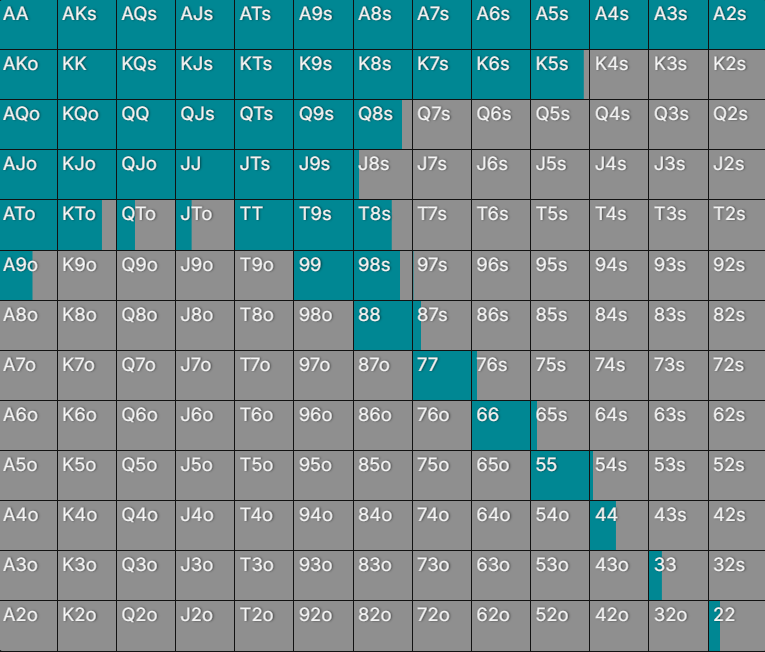 AA AKs AQs AJs ATs A9s A8s A7s A6s A5s A4s A3s A2s
AKo KK KQs KJs KTs K9s K8s K7s K6s K5s K4s K3s K2s
AQo KQo QQ QJs QTs Q9s Q8s Q7s Q6s Q5s Q4s Q3s Q2s
AJo KJo QJo JJ JTs J9s J8s J7s J6s J5s J4s J3s J2s
ATo KTo QTo JTo TT T9s T8s T7s T6s T5s T4s T3s T2s
A9o K9o Q9o J9o T9o 99 98s 97s 96s 95s 94s 93s 92s
A8o K8o Q8o J8o T8o 98o 88 87s 86s 85s 84s 83s 82s
A7o K7o Q7o J7o T7o 97o 87o 77 76s 75s 74s 73s 72s
A6o K6o Q6o J6o T6o 96o 86o 76o 66 65s 64s 63s 62s
A5o K5o Q5o J5o T5o 95o 85o 75o 65o 55 54s 53s 52s
A4o K4o Q4o J4o T4o 94o 84o 74o 64o 54o 44 43s 42s
A3o K3o Q3o J3o T3o 93o 83o 73o 63o 53o 43o 33 32s
A2o K2o Q2o J2o T2o 92o 82o 72o 62o 52o 42o 32o 22